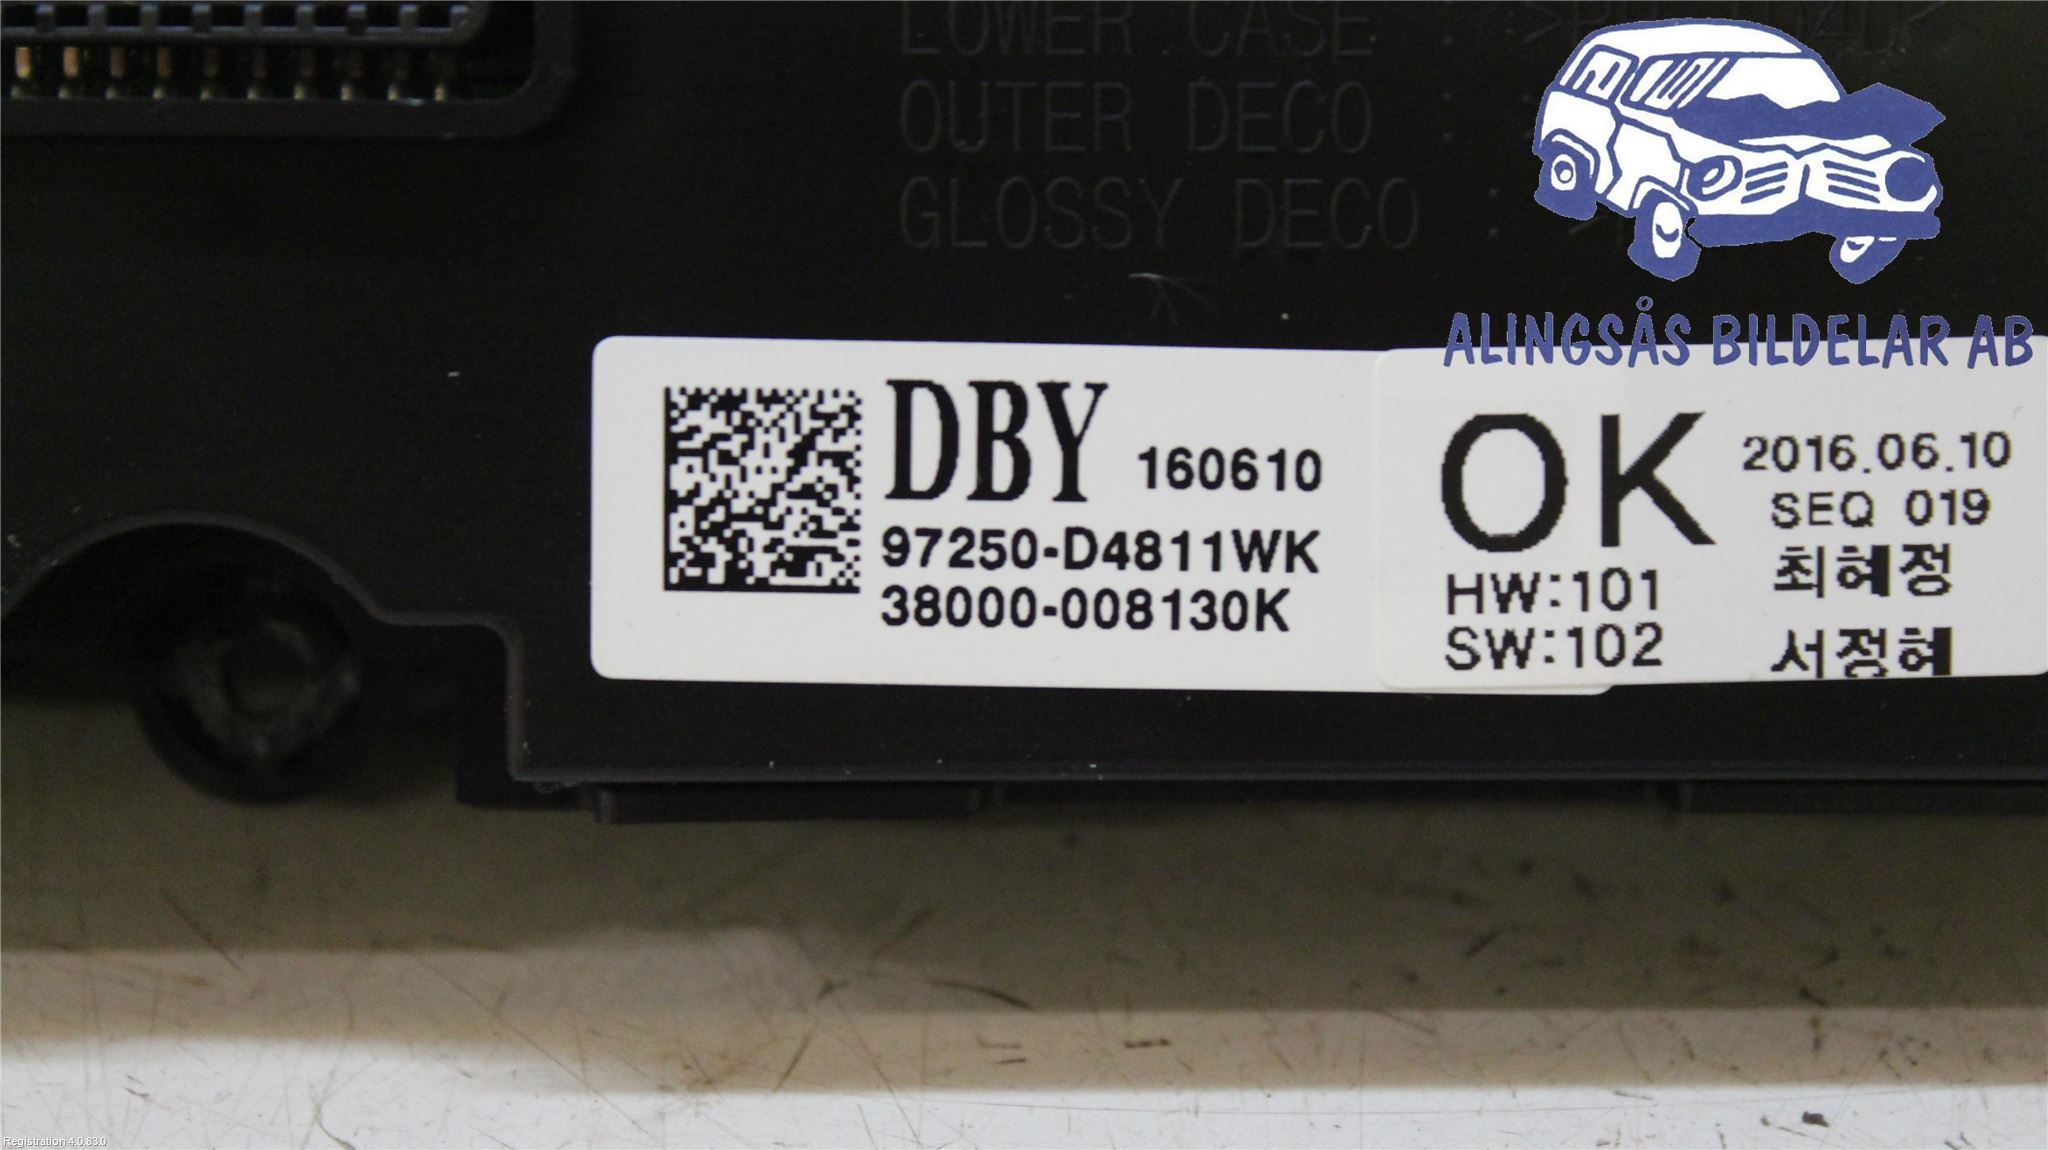 LOWER CASE :
OUTER DECO :
GLOSSY DECO :
ALINGSÅS BILDELAR AB
DBY 160610
97250-D4811WK
38000-008130K
OK
HW:101
SW:102
2016.06.10
SEQ 019
최혜정
서정혜
Registration 4.0.83.0